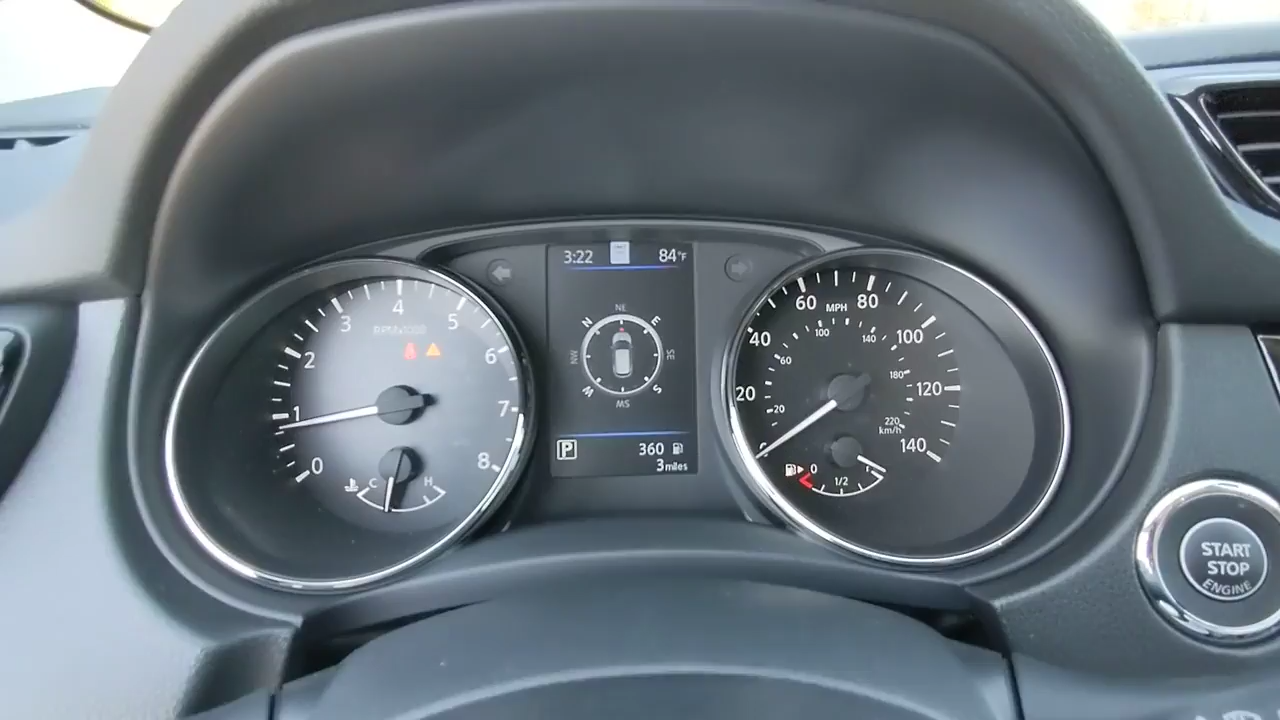 3:22 84°F
NE
N E
NW SE
W S
SW
P 360
3 miles
RPMx1000
0
1
2
3
4
5
6
7
8
C H
MPH
20
40
60
80
100
120
140
20
60
100
140
180
220
km/h
0 1/2 1
START
STOP
ENGINE